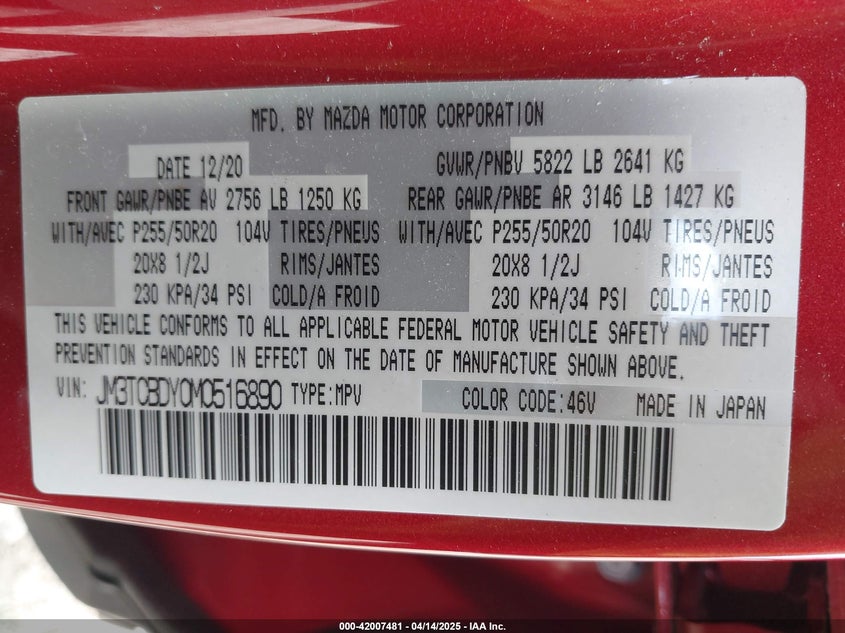 MFD. BY MAZDA MOTOR CORPORATION
DATE 12/20 GVWR/PNBV 5822 LB 2641 KG
FRONT GAWR/PNBE AV 2756 LB 1250 KG REAR GAWR/PNBE AR 3146 LB 1427 KG
WITH/AVEC P255/50R20 104V TIRES/PNEUS WITH/AVEC P255/50R20 104V TIRES/PNEUS
20X8 1/2J RIMS/JANTES 20X8 1/2J RIMS/JANTES
230 KPA/34 PSI COLD/A FROID 230 KPA/34 PSI COLD/A FROID
THIS VEHICLE CONFORMS TO ALL APPLICABLE FEDERAL MOTOR VEHICLE SAFETY AND THEFT
PREVENTION STANDARDS IN EFFECT ON THE DATE OF MANUFACTURE SHOWN ABOVE.
VIN: JM3TCBDY0M0516890 TYPE:MPV COLOR CODE:46V MADE IN JAPAN
000-42007481 - 04/14/2025 - IAA Inc.